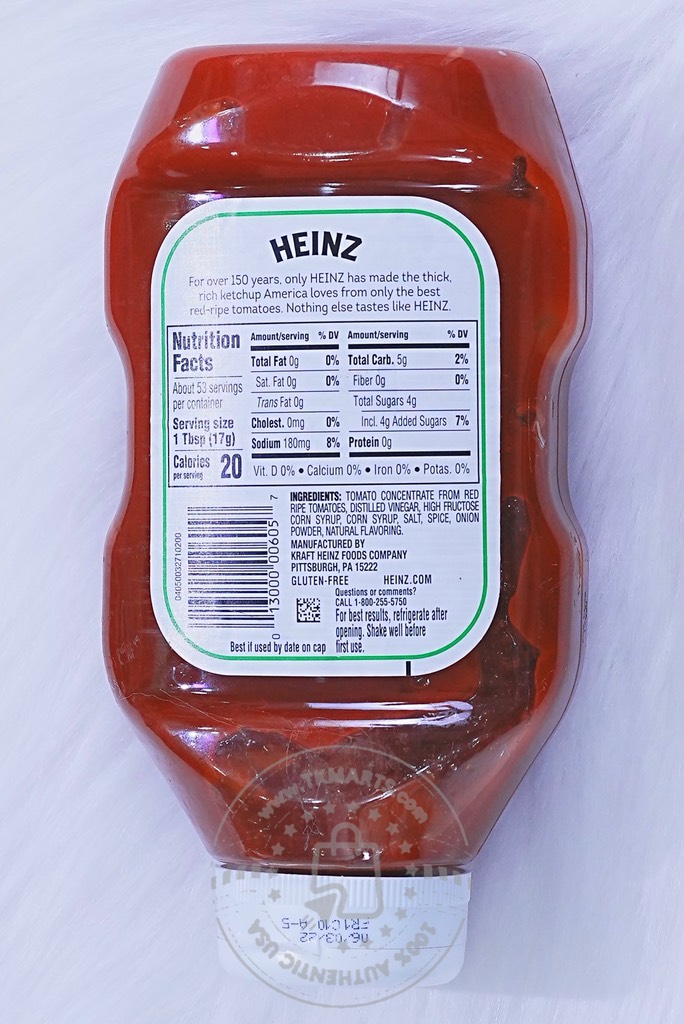 HEINZ
For over 150 years, only HEINZ has made the thick,
rich ketchup America loves from only the best
red-ripe tomatoes. Nothing else tastes like HEINZ.
Nutrition
Facts
About 53 servings
per container
Serving size
1 Tbsp (17g)
Calories 20
per serving
Amount/serving % DV
Total Fat 0g 0%
Sat. Fat 0g 0%
Trans Fat 0g
Cholest. 0mg 0%
Sodium 180mg 8%
Amount/serving % DV
Total Carb. 5g 2%
Fiber 0g 0%
Total Sugars 4g
Incl. 4g Added Sugars 7%
Protein 0g
Vit. D 0% • Calcium 0% • Iron 0% • Potas. 0%
INGREDIENTS: TOMATO CONCENTRATE FROM RED
RIPE TOMATOES, DISTILLED VINEGAR, HIGH FRUCTOSE
CORN SYRUP, CORN SYRUP, SALT, SPICE, ONION
POWDER, NATURAL FLAVORING.
MANUFACTURED BY
KRAFT HEINZ FOODS COMPANY
PITTSBURGH, PA 15222
GLUTEN-FREE HEINZ.COM
Questions or comments?
CALL 1-800-255-5750
For best results, refrigerate after
opening. Shake well before
first use.
04650032710200
0 13000 00605 7
Best if used by date on cap
www.TKMARTS.com
06/03/22
FR1C10/A-5
100% AUTHENTIC USA